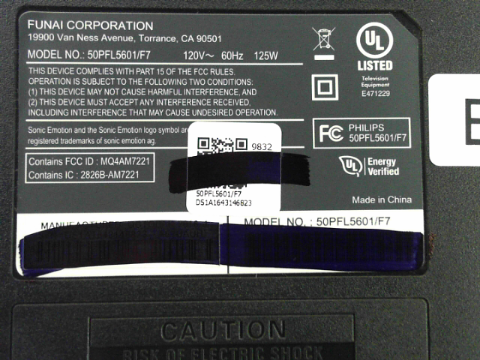 FUNAI CORPORATION
19900 Van Ness Avenue, Torrance, CA 90501
MODEL NO. : 50PFL5601/F7 120V~ 60Hz 125W
THIS DEVICE COMPLIES WITH PART 15 OF THE FCC RULES.
OPERATION IS SUBJECT TO THE FOLLOWING TWO CONDITIONS;
(1) THIS DEVICE MAY NOT CAUSE HARMFUL INTERFERENCE, AND
(2) THIS DEVICE MUST ACCEPT ANY INTERFERENCE RECEIVED,
INCLUDING INTERFERENCE THAT MAY CAUSE UNDESIRED OPERATION.
Sonic Emotion and the Sonic Emotion logo symbol are
registered trademarks of sonic emotion ag.
Contains FCC ID : MQ4AM7221
Contains IC : 2826B-AM7221
9832
50PFL5601/F7
DS1A1643146823
UL
LISTED
Television
Equipment
E471229
FC PHILIPS
50PFL5601/F7
UL Energy
Verified
Made in China
MODEL NO. : 50PFL5601/F7
CAUTION
RISK OF ELECTRIC SHOCK